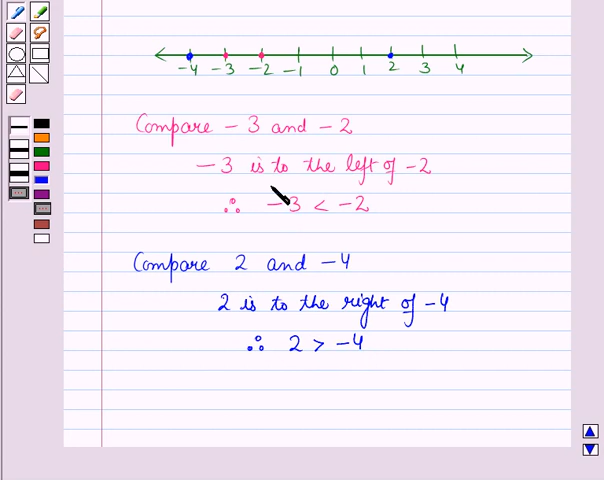 -4 -3 -2 -1 0 1 2 3 4
Compare - 3 and - 2
- 3 is to the left of -2
∴ -3 < -2
Compare 2 and -4
2 is to the right of -4
∴ 2 > -4